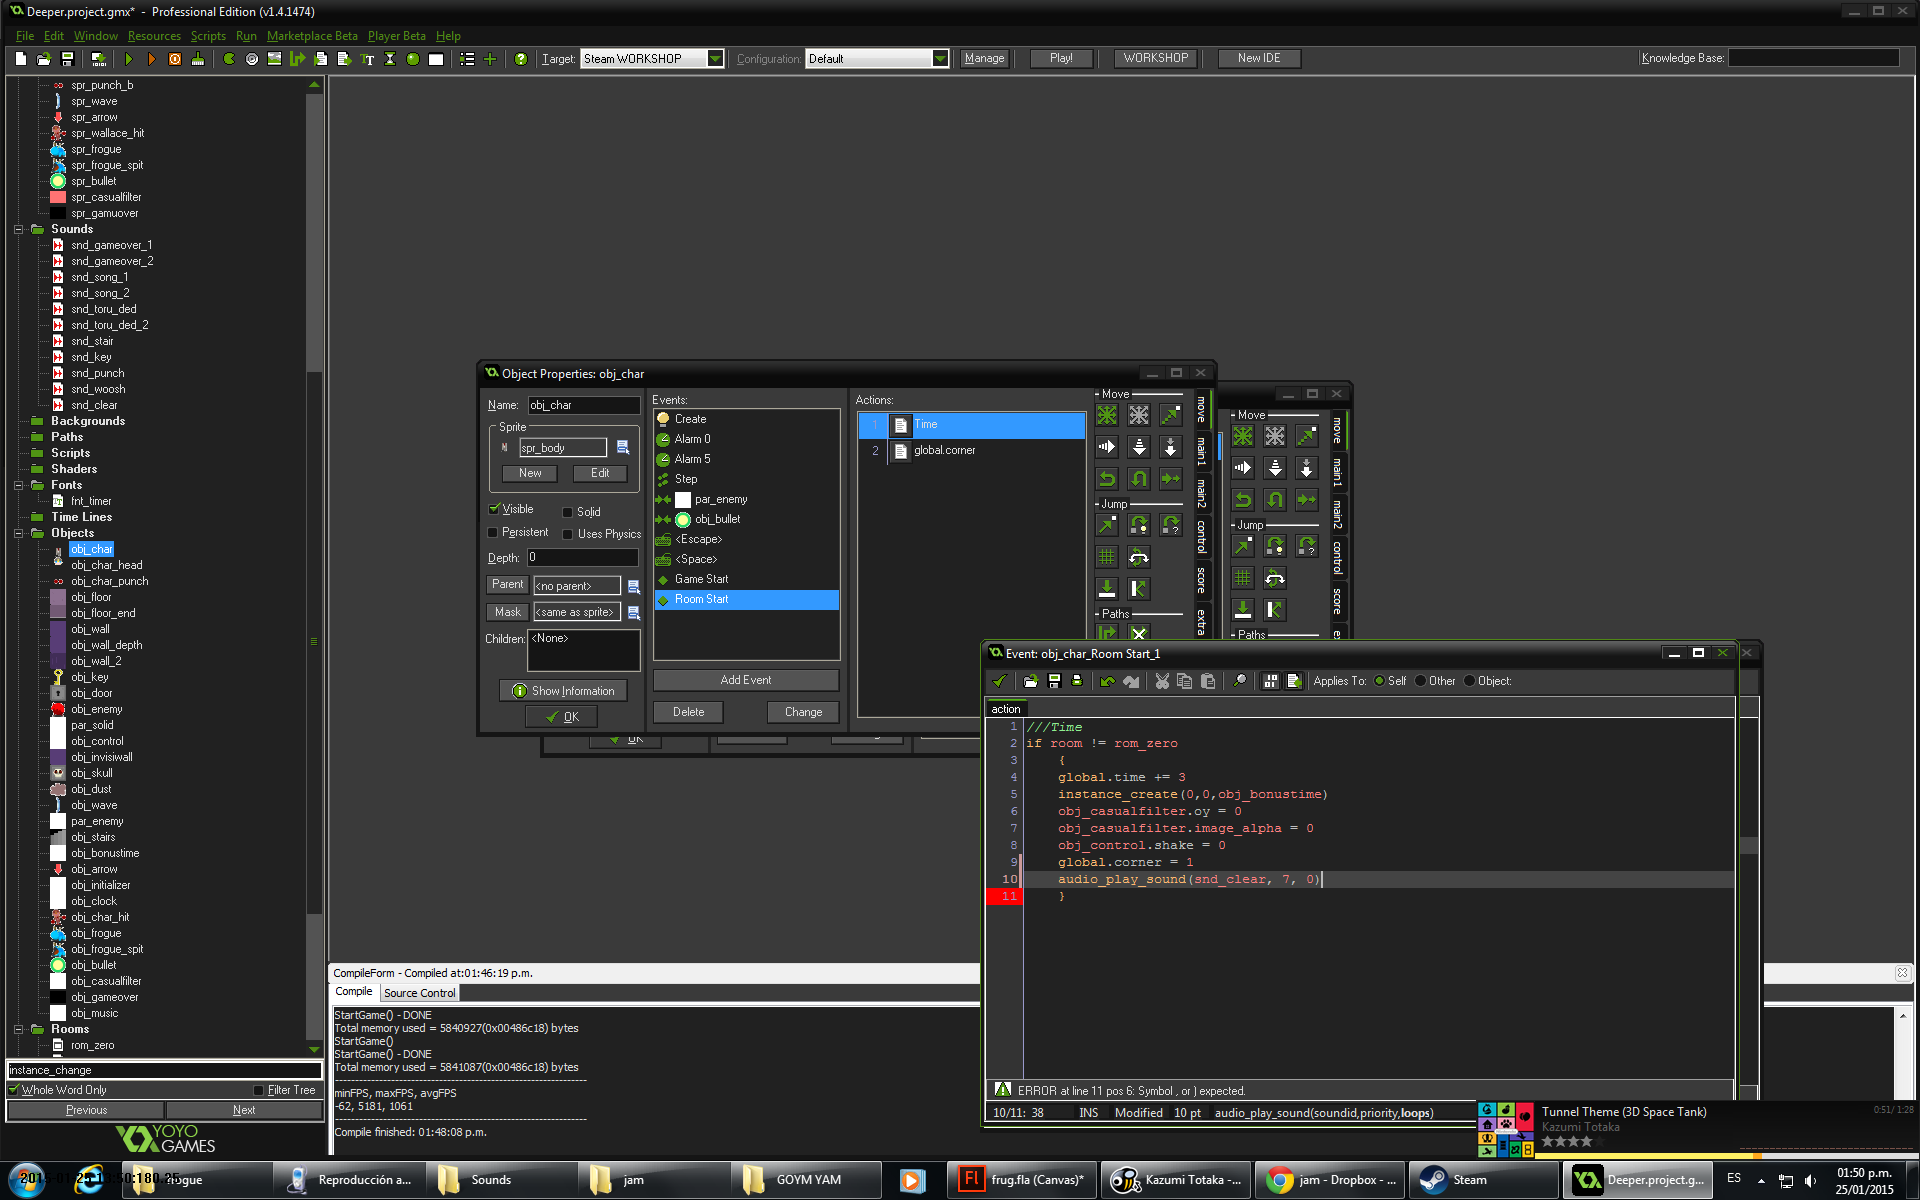 Deeper.project.gmx* - Professional Edition (v1.4.1474)
File Edit Window Resources Scripts Run Marketplace Beta Player Beta Help
Target: Steam WORKSHOP Configuration: Default Manage Play! WORKSHOP New IDE Knowledge Base:
spr_punch_b
spr_wave
spr_arrow
spr_wallace_hit
spr_frogue
spr_frogue_spit
spr_bullet
spr_casualfilter
spr_gamuover
Sounds
snd_gameover_1
snd_gameover_2
snd_song_1
snd_song_2
snd_toru_ded
snd_toru_ded_2
snd_stair
snd_key
snd_punch
snd_woosh
snd_clear
Backgrounds
Paths
Scripts
Shaders
Fonts
fnt_timer
Time Lines
Objects
obj_char
obj_char_head
obj_char_punch
obj_floor
obj_floor_end
obj_wall
obj_wall_depth
obj_wall_2
obj_key
obj_door
obj_enemy
par_solid
obj_control
obj_invisiwall
obj_skull
obj_dust
obj_wave
par_enemy
obj_stairs
obj_bonustime
obj_arrow
obj_initializer
obj_clock
obj_char_hit
obj_frogue
obj_frogue_spit
obj_bullet
obj_casualfilter
obj_gameover
obj_music
Rooms
rom_zero
instance_change
Whole Word Only Filter Tree
Previous Next
YOYO GAMES
Object Properties: obj_char
Name: obj_char
Sprite
spr_body
New Edit
Visible Solid
Persistent Uses Physics
Depth: 0
Parent <no parent>
Mask <same as sprite>
Children: <None>
Show Information
OK
Events:
Create
Alarm 0
Alarm 5
Step
par_enemy
obj_bullet
<Escape>
<Space>
Game Start
Room Start
Add Event
Delete Change
Actions:
1 Time
2 global.corner
Move
Jump
Paths
move
main1
main2
control
score
extra
Move
Jump
Paths
move
main1
main2
control
score
OK
Event: obj_char_Room Start_1
Applies To: Self Other Object:
action
1 ///Time
2 if room != rom_zero
3 {
4 global.time += 3
5 instance_create(0,0,obj_bonustime)
6 obj_casualfilter.oy = 0
7 obj_casualfilter.image_alpha = 0
8 obj_control.shake = 0
9 global.corner = 1
10 audio_play_sound(snd_clear, 7, 0)
11 }
ERROR at line 11 pos 6: Symbol , or ) expected.
10/11: 38 INS Modified 10 pt audio_play_sound(soundid,priority,loops)
CompileForm - Compiled at:01:46:19 p.m.
Compile Source Control
StartGame() - DONE
Total memory used = 5840927(0x00486c18) bytes
StartGame()
StartGame() - DONE
Total memory used = 5841087(0x00486c18) bytes
minFPS, maxFPS, avgFPS
-62, 5181, 1061
Compile finished: 01:48:08 p.m.
Tunnel Theme (3D Space Tank) 0:51/ 1:28
Kazumi Totaka
Reproducción a... Sounds jam GOYM YAM frug.fla (Canvas)* Kazumi Totaka -... jam - Dropbox - ... Steam Deeper.project.g... ES 01:50 p.m.
25/01/2015